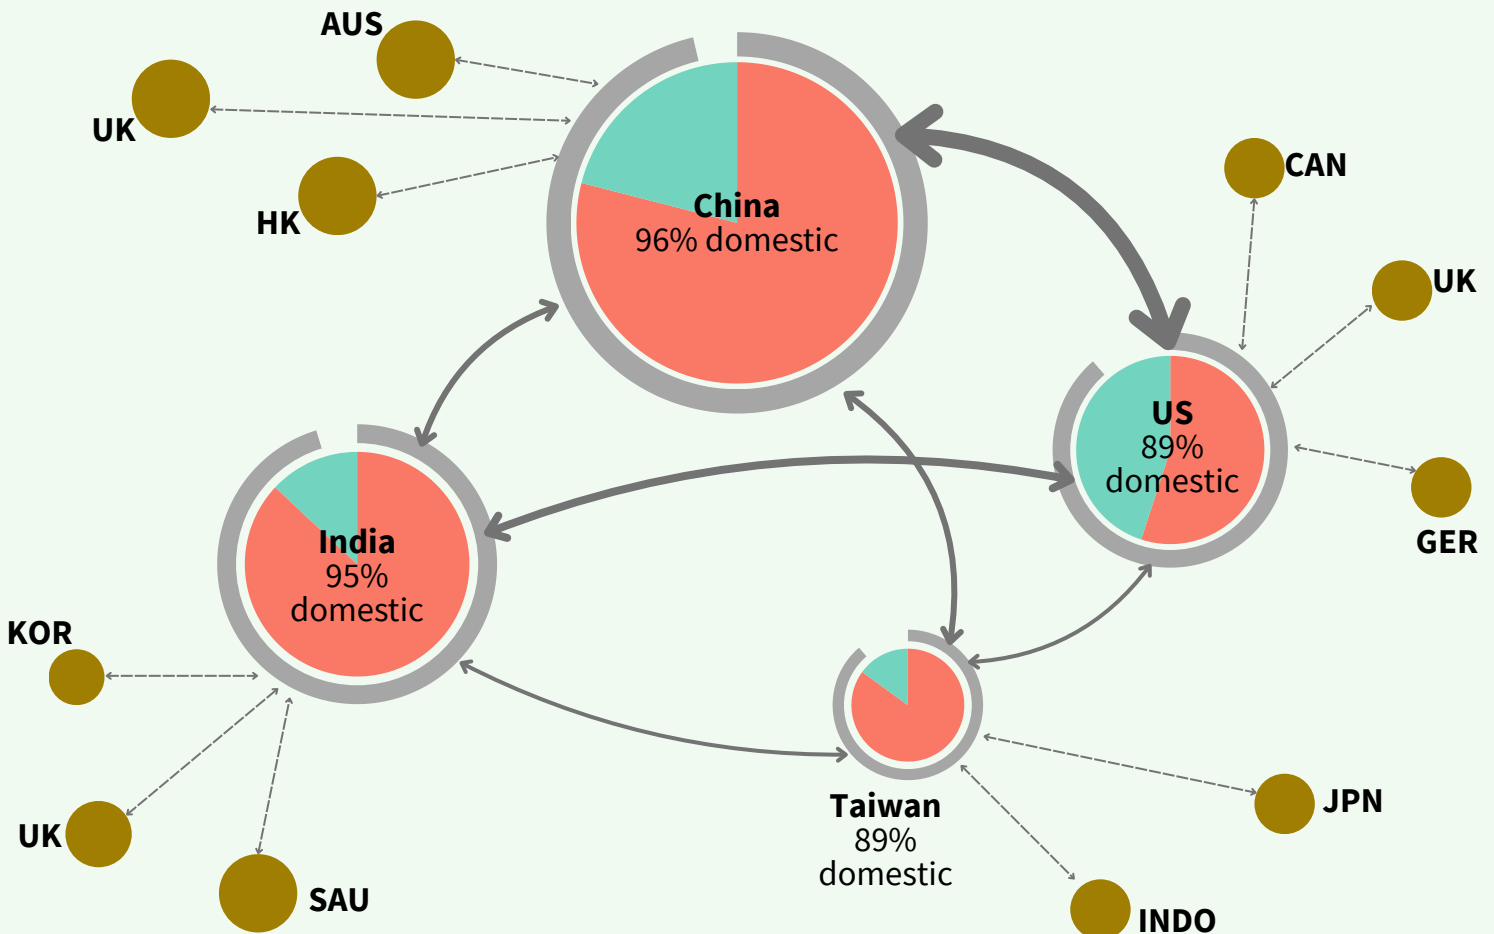 AUS
UK
HK
China
96% domestic
CAN
UK
US
89%
domestic
GER
India
95%
domestic
KOR
UK
SAU
Taiwan
89%
domestic
JPN
INDO